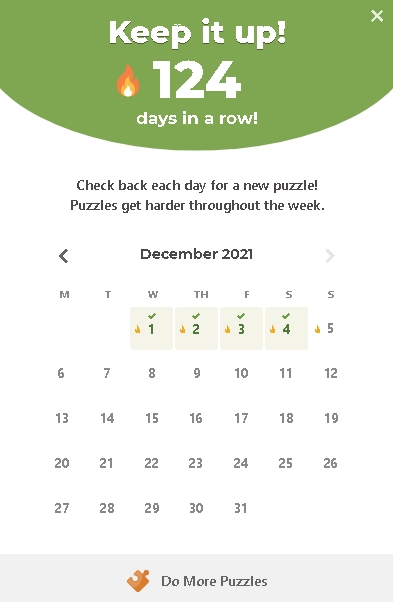 Keep it up!
124
days in a row!
Check back each day for a new puzzle!
Puzzles get harder throughout the week.
December 2021
M T W TH F S S
1 2 3 4 5
6 7 8 9 10 11 12
13 14 15 16 17 18 19
20 21 22 23 24 25 26
27 28 29 30 31
Do More Puzzles